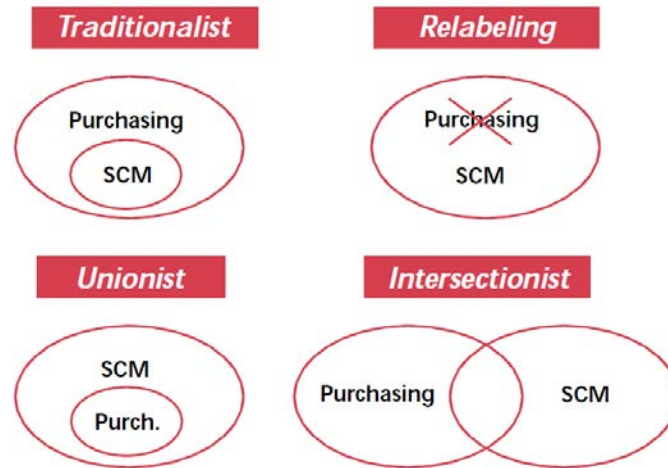 Traditionalist
Purchasing
SCM
Relabeling
Purchasing
SCM
Unionist
SCM
Purch.
Intersectionist
Purchasing
SCM